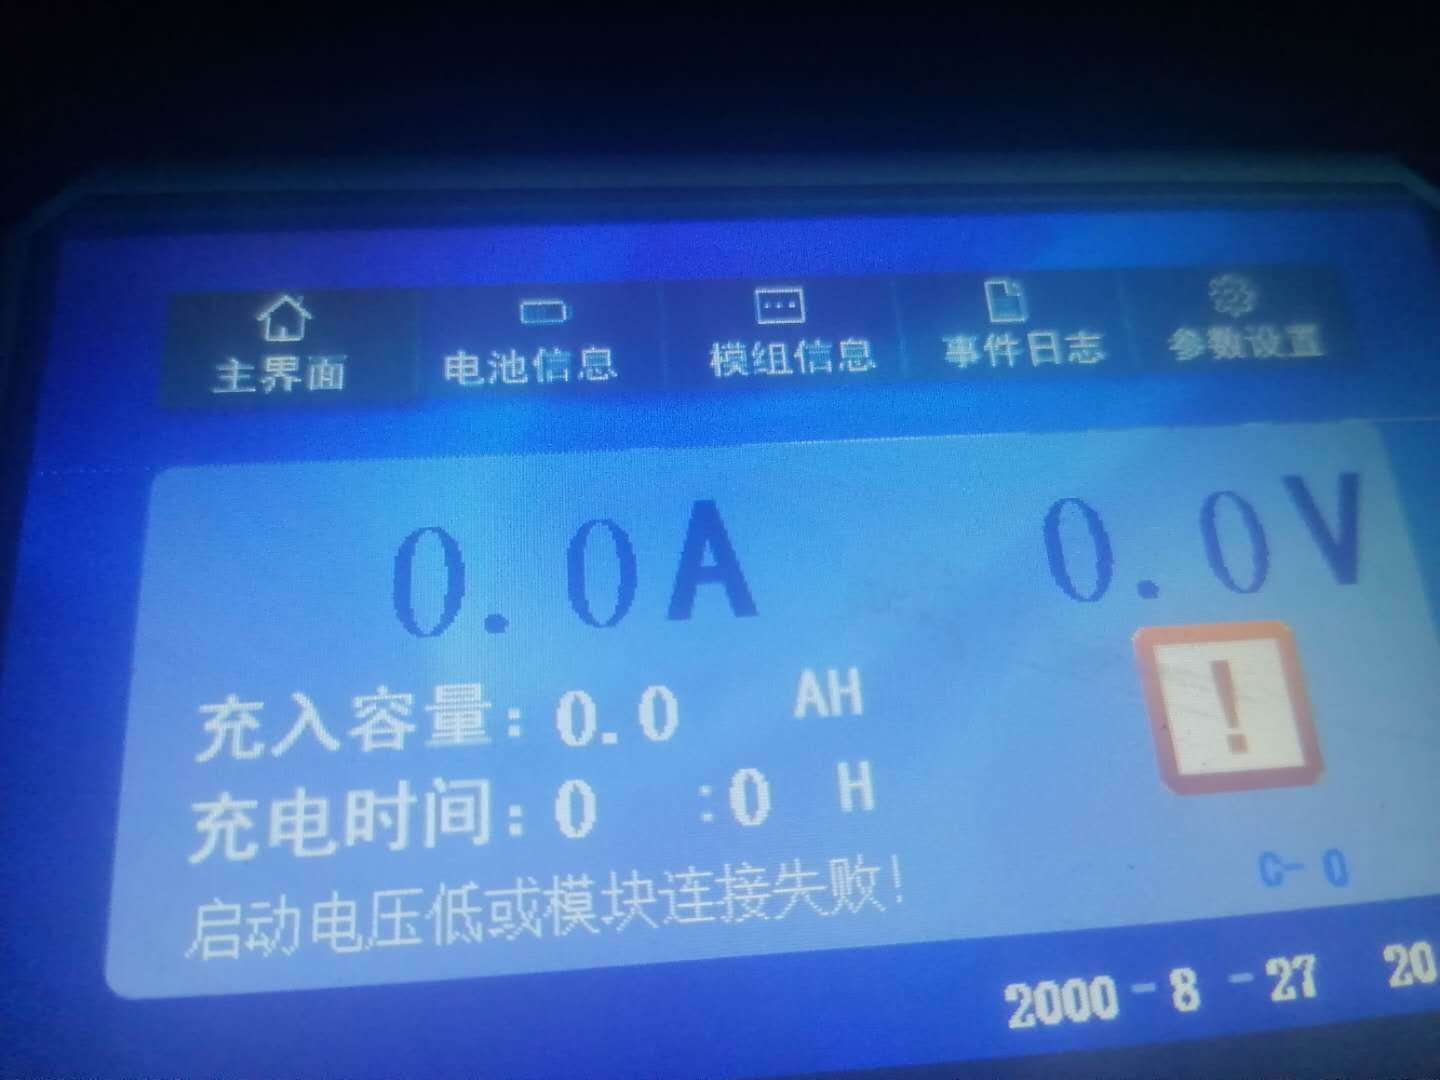 主界面 电池信息 模组信息 事件日志 参数设置
0.0A 0.0V
充入容量:0.0 AH
!
充电时间:0 :0 H
C-0
启动电压低或模块连接失败!
2000-8-27 20